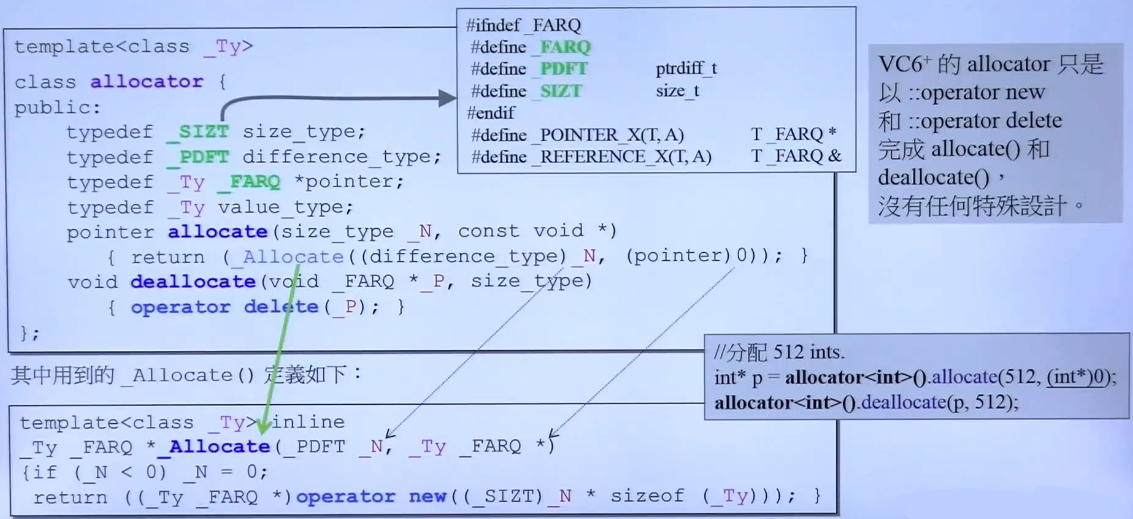 template<class _Ty>
class allocator {
public:
typedef _SIZT size_type;
typedef _PDFT difference_type;
typedef _Ty _FARQ *pointer;
typedef _Ty value_type;
pointer allocate(size_type _N, const void *)
{ return (_Allocate((difference_type)_N, (pointer)0)); }
void deallocate(void _FARQ *_P, size_type)
{ operator delete(_P); }
};
#ifndef _FARQ
#define _FARQ
#define _PDFT ptrdiff_t
#define _SIZT size_t
#endif
#define _POINTER_X(T, A) T _FARQ *
#define _REFERENCE_X(T, A) T _FARQ &
VC6+ 的 allocator 只是
以 ::operator new
和 ::operator delete
完成 allocate() 和
deallocate()，
沒有任何特殊設計。
//分配 512 ints.
int* p = allocator<int>().allocate(512, (int*)0);
allocator<int>().deallocate(p, 512);
其中用到的 _Allocate() 定義如下：
template<class _Ty> inline
_Ty _FARQ *_Allocate(_PDFT _N, _Ty _FARQ *)
{if (_N < 0) _N = 0;
return ((_Ty _FARQ *)operator new((_SIZT)_N * sizeof (_Ty))); }